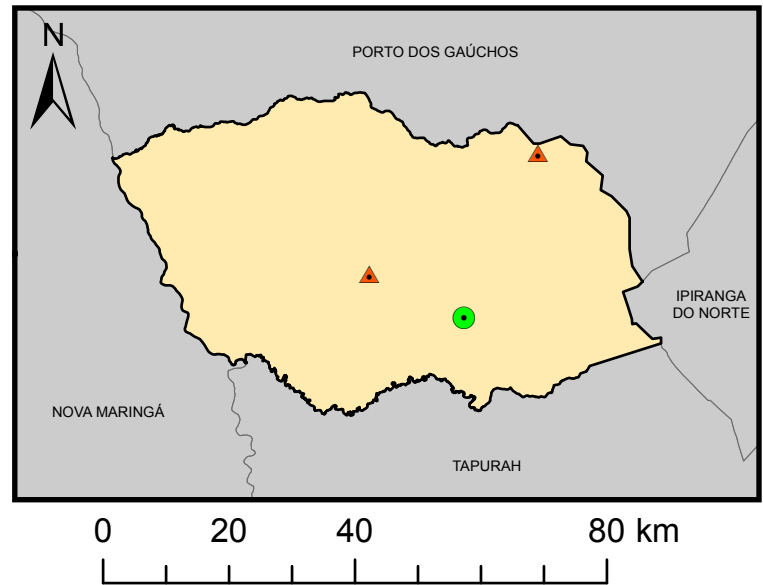 N
PORTO DOS GAÚCHOS
IPIRANGA
DO NORTE
NOVA MARINGÁ
TAPURAH
0 20 40 80 km